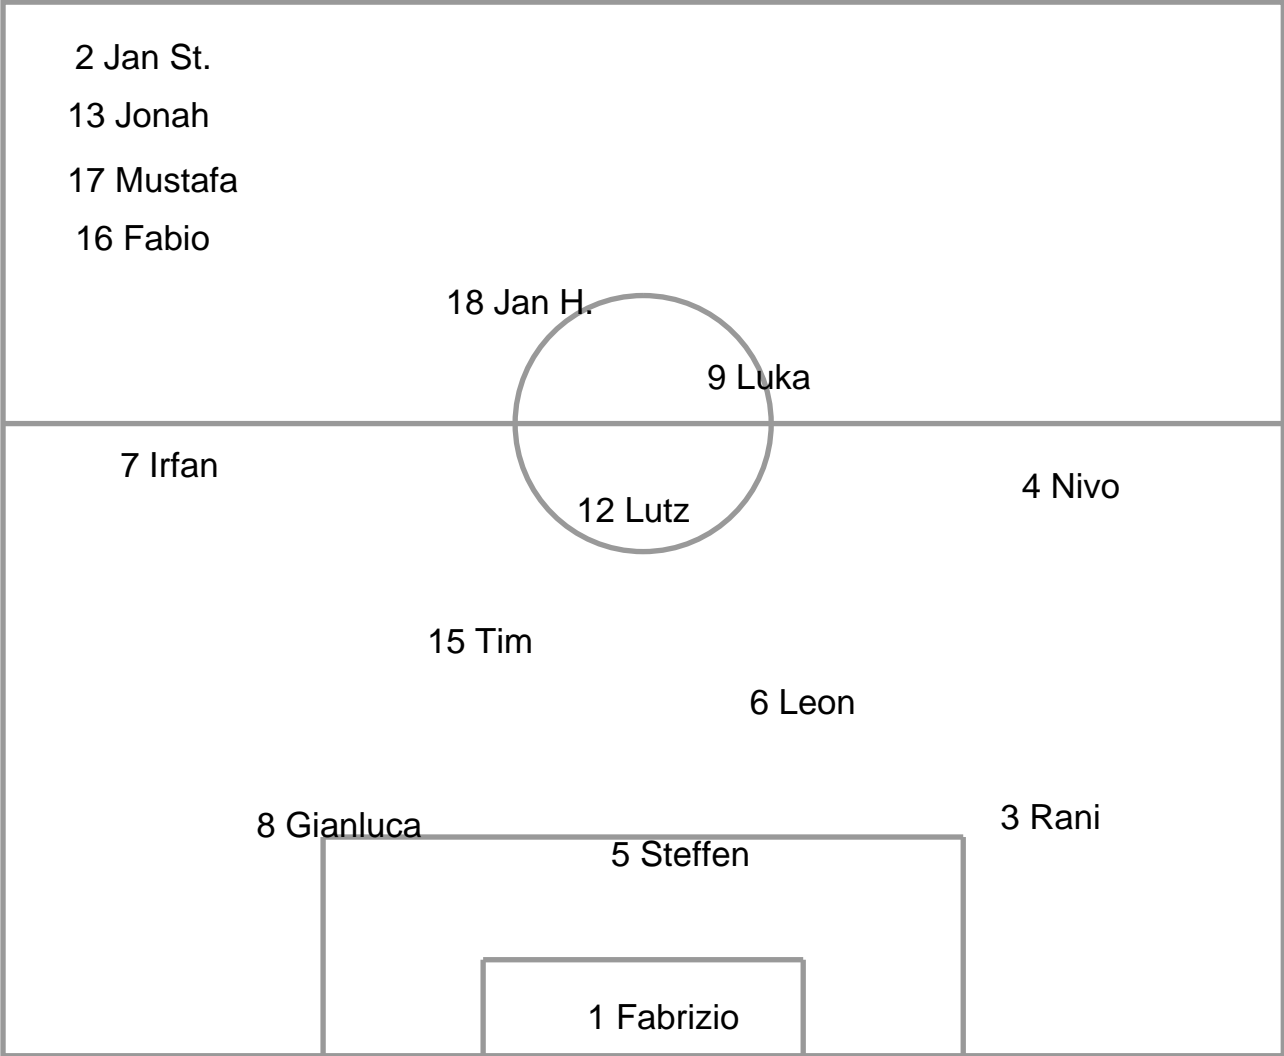 2 Jan St.
13 Jonah
17 Mustafa
16 Fabio
18 Jan H.
9 Luka
7 Irfan
4 Nivo
12 Lutz
15 Tim
6 Leon
8 Gianluca
3 Rani
5 Steffen
1 Fabrizio